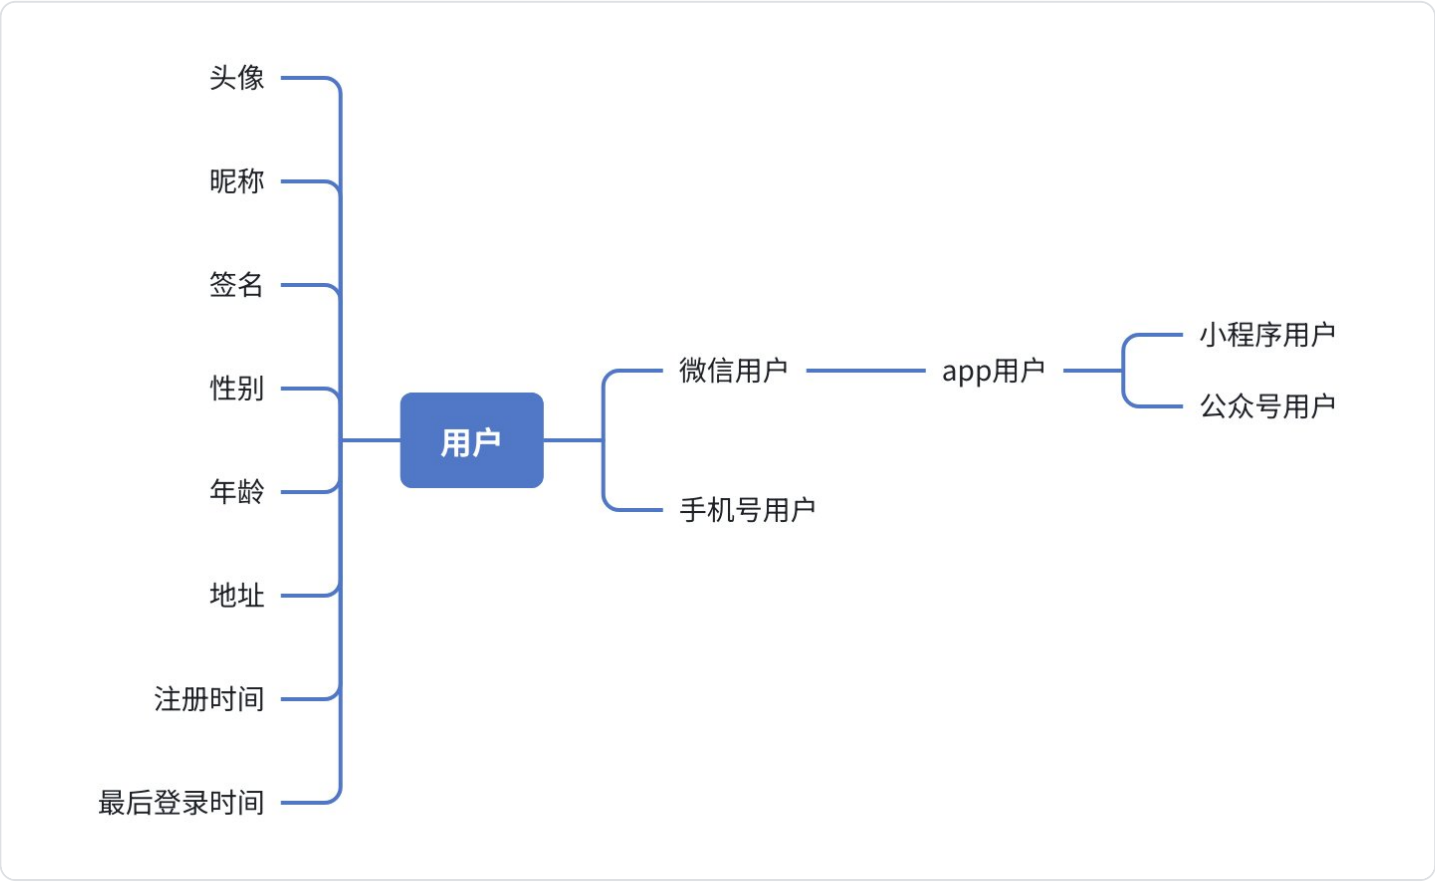 头像
昵称
签名
性别
年龄
地址
注册时间
最后登录时间
用户
微信用户
app用户
小程序用户
公众号用户
手机号用户